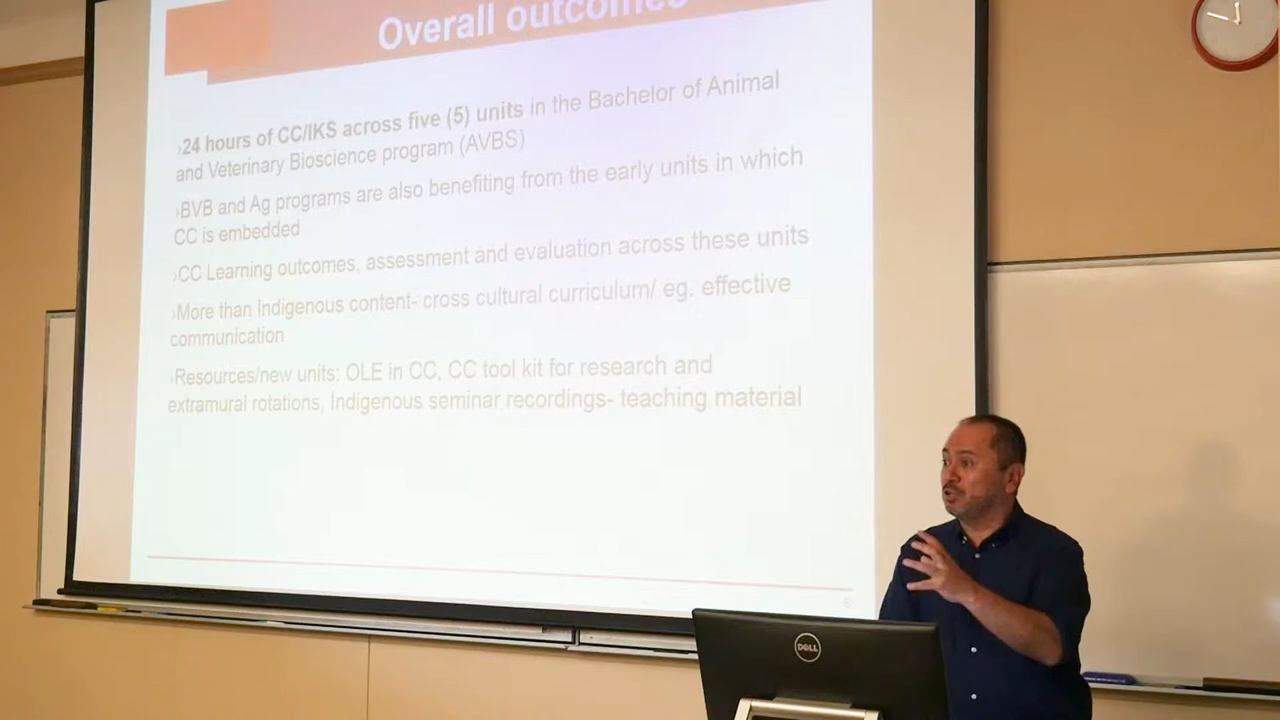 Overall outcomes
›24 hours of CC/IKS across five (5) units in the Bachelor of Animal
and Veterinary Bioscience program (AVBS)
›BVB and Ag programs are also benefiting from the early units in which
CC is embedded
›CC Learning outcomes, assessment and evaluation across these units
›More than Indigenous content- cross cultural curriculum/ eg. effective
communication
›Resources/new units: OLE in CC, CC tool kit for research and
extramural rotations, Indigenous seminar recordings- teaching material
DELL